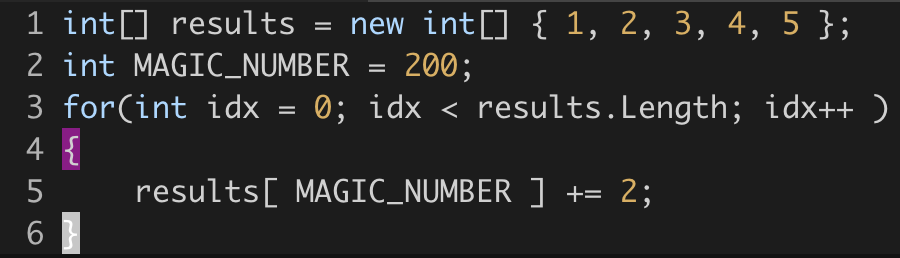 1 int[] results = new int[] { 1, 2, 3, 4, 5 };
2 int MAGIC_NUMBER = 200;
3 for(int idx = 0; idx < results.Length; idx++ )
4 {
5     results[ MAGIC_NUMBER ] += 2;
6 }